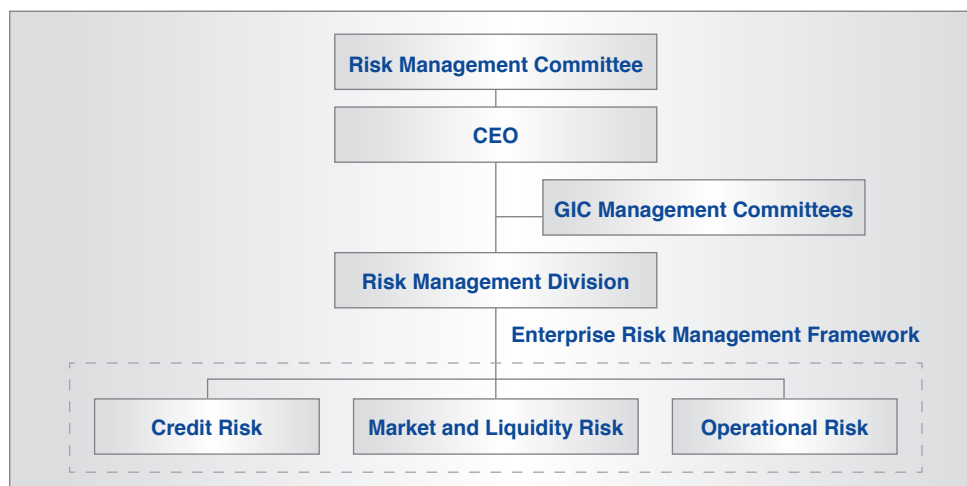 Risk Management Committee
CEO
GIC Management Committees
Risk Management Division
Enterprise Risk Management Framework
Credit Risk
Market and Liquidity Risk
Operational Risk